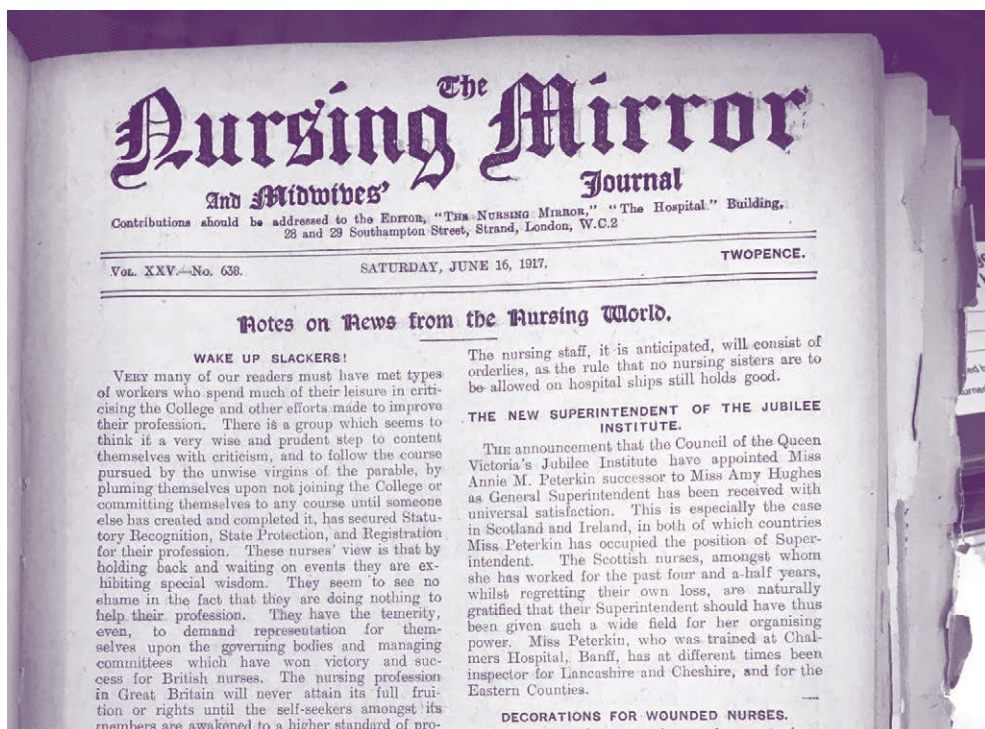 The
Nursing Mirror
And Midwives' Journal
Contributions should be addressed to the EDITOR, "THE NURSING MIRROR," "The Hospital" Building,
28 and 29 Southampton Street, Strand, London, W.C.2
VOL. XXV.—No. 638.
SATURDAY, JUNE 16, 1917.
TWOPENCE.
Notes on News from the Nursing World.
WAKE UP SLACKERS!
VERY many of our readers must have met types
of workers who spend much of their leisure in criti-
cising the College and other efforts made to improve
their profession. There is a group which seems to
think it a very wise and prudent step to content
themselves with criticism, and to follow the course
pursued by the unwise virgins of the parable, by
pluming themselves upon not joining the College or
committing themselves to any course until someone
else has created and completed it, has secured Statu-
tory Recognition, State Protection, and Registration
for their profession. These nurses' view is that by
holding back and waiting on events they are ex-
hibiting special wisdom. They seem to see no
shame in the fact that they are doing nothing to
help their profession. They have the temerity,
even, to demand representation for them-
selves upon the governing bodies and managing
committees which have won victory and suc-
cess for British nurses. The nursing profession
in Great Britain will never attain its full frui-
tion or rights until the self-seekers amongst its
members are awakened to a higher standard of pro-
The nursing staff, it is anticipated, will consist of
orderlies, as the rule that no nursing sisters are to
be allowed on hospital ships still holds good.
THE NEW SUPERINTENDENT OF THE JUBILEE
INSTITUTE.
THE announcement that the Council of the Queen
Victoria's Jubilee Institute have appointed Miss
Annie M. Peterkin successor to Miss Amy Hughes
as General Superintendent has been received with
universal satisfaction. This is especially the case
in Scotland and Ireland, in both of which countries
Miss Peterkin has occupied the position of Super-
intendent. The Scottish nurses, amongst whom
she has worked for the past four and a-half years,
whilst regretting their own loss, are naturally
gratified that their Superintendent should have thus
been given such a wide field for her organising
power. Miss Peterkin, who was trained at Chal-
mers Hospital, Banff, has at different times been
inspector for Lancashire and Cheshire, and for the
Eastern Counties.
DECORATIONS FOR WOUNDED NURSES.